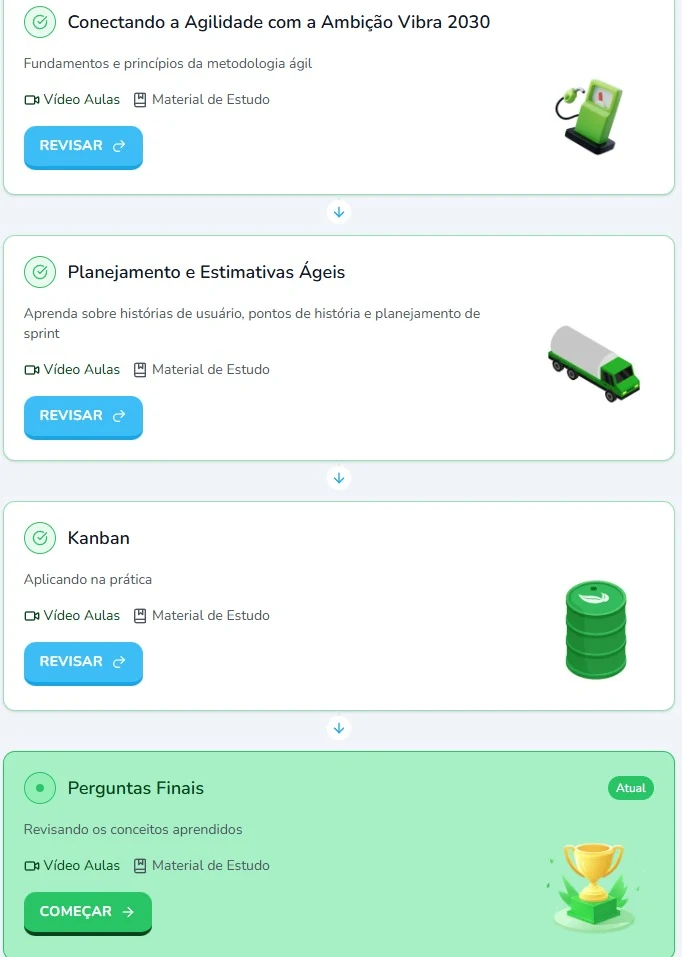 Conectando a Agilidade com a Ambição Vibra 2030
Fundamentos e princípios da metodologia ágil
Vídeo Aulas Material de Estudo
REVISAR
Planejamento e Estimativas Ágeis
Aprenda sobre histórias de usuário, pontos de história e planejamento de
sprint
Vídeo Aulas Material de Estudo
REVISAR
Kanban
Aplicando na prática
Vídeo Aulas Material de Estudo
REVISAR
Perguntas Finais Atual
Revisando os conceitos aprendidos
Vídeo Aulas Material de Estudo
COMEÇAR